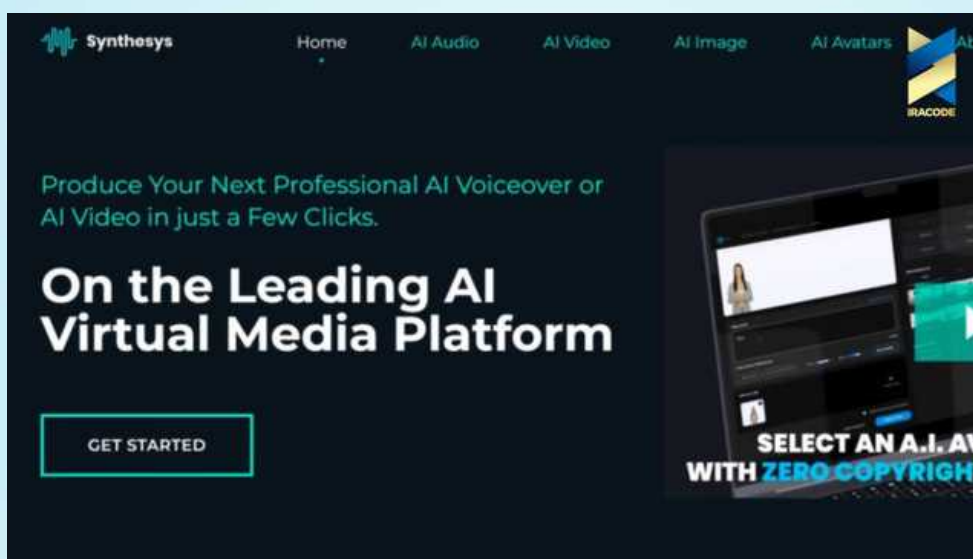 Synthesys
Home
AI Audio
AI Video
AI Image
AI Avatars
Ab
IRACODE
Produce Your Next Professional AI Voiceover or
AI Video in just a Few Clicks.
On the Leading AI
Virtual Media Platform
GET STARTED
SELECT AN A.I. AV
WITH ZERO COPYRIGH